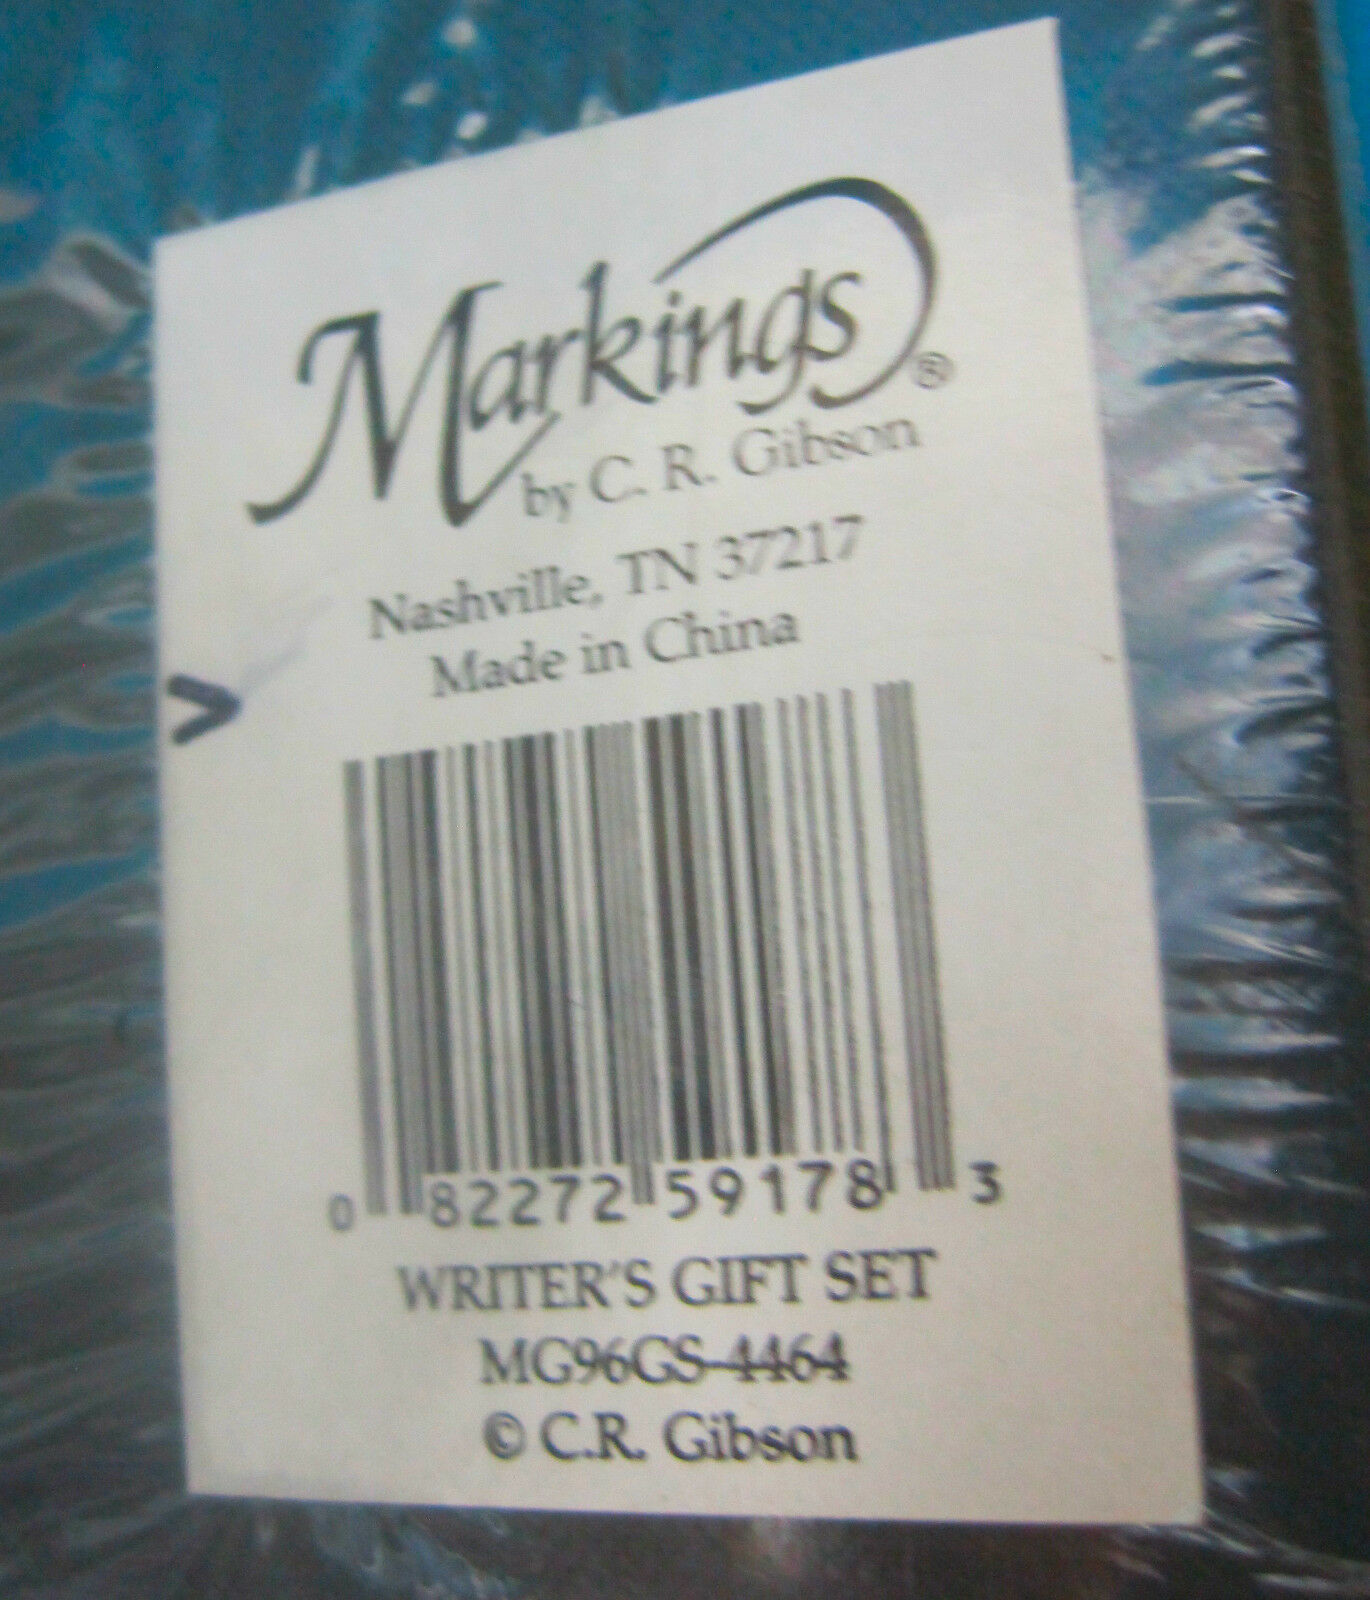 Markings®
by C. R. Gibson
Nashville, TN 37217
Made in China
0 82272 59178 3
WRITER'S GIFT SET
MG96GS-4464
© C.R. Gibson